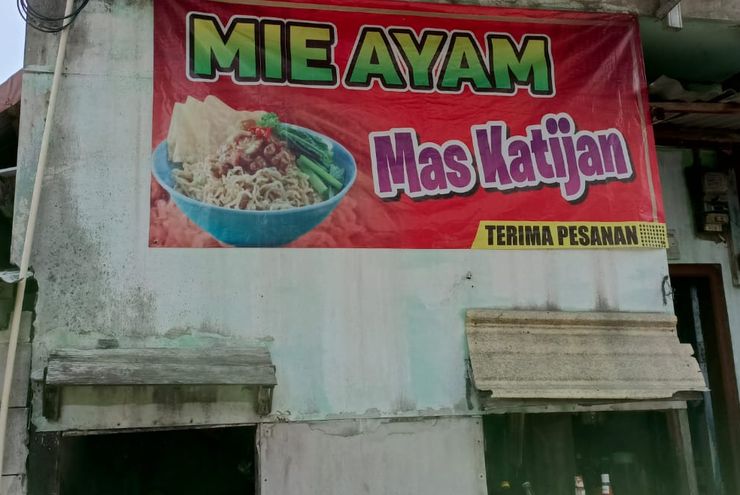 MIE AYAM
Mas Katijan
TERIMA PESANAN